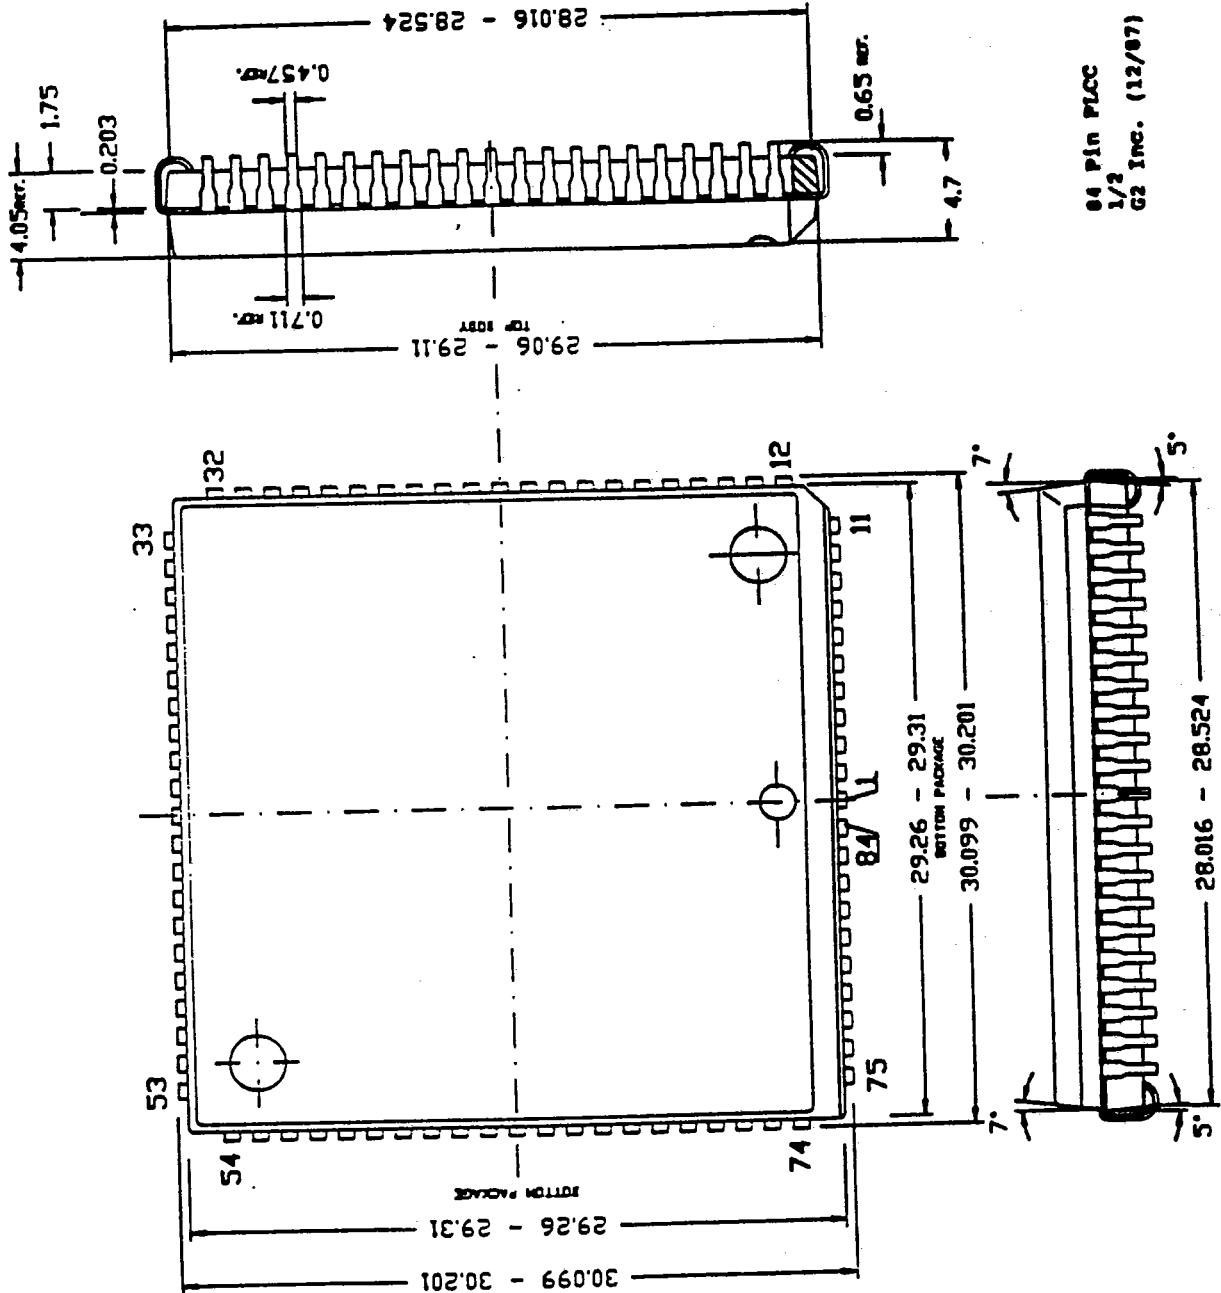 28.016 - 28.524
0.457 REF.
1.75
0.203
4.05 REF.
0.65 REF.
4.7
0.711 REF.
TOP BODY
29.06 - 29.11
84 Pin PLCC
1/2
G2 Inc. (12/87)
33
32
12
11
53
54
74
75
84
1
29.26 - 29.31
BOTTOM PACKAGE
30.099 - 30.201
BOTTOM PACKAGE
29.26 - 29.31
30.099 - 30.201
7°
5°
7°
5°
28.016 - 28.524